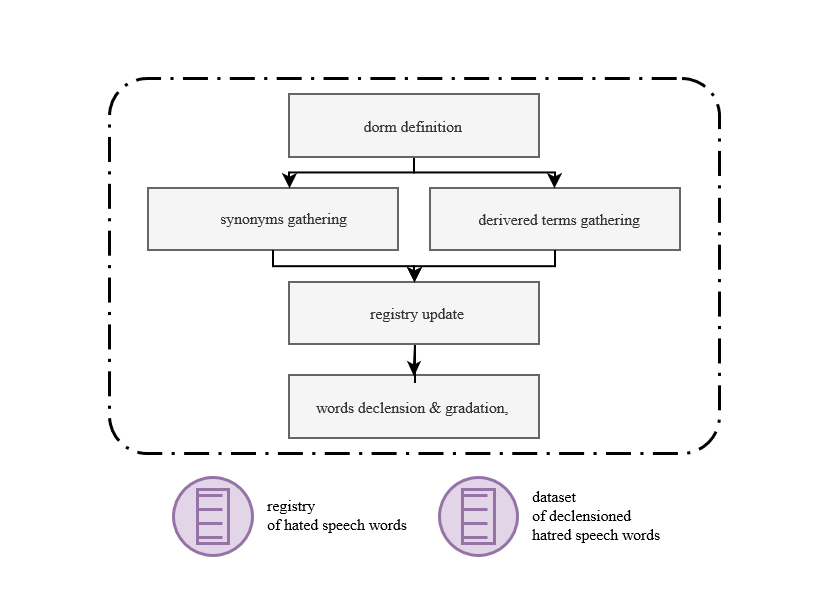 dorm definition
synonyms gathering
derivered terms gathering
registry update
words declension & gradation,
registry
of hated speech words
dataset
of declensioned
hatred speech words